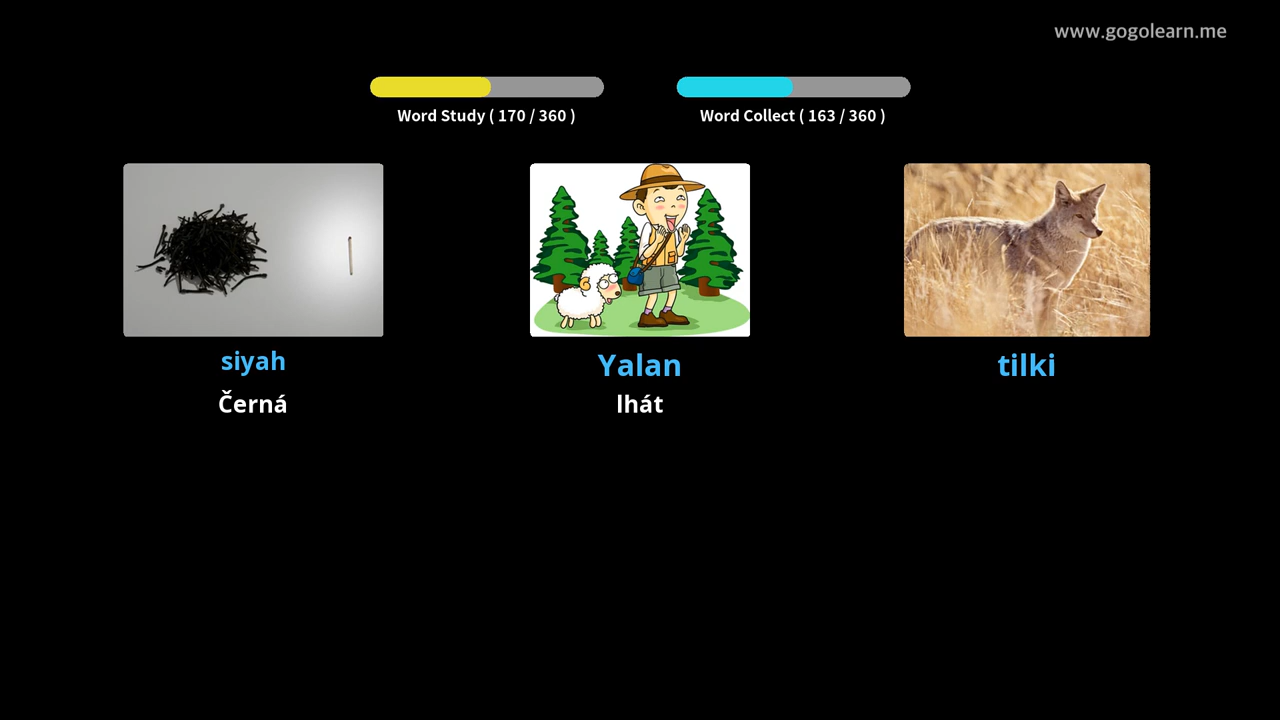 www.gogolearn.me
Word Study ( 170 / 360 )
Word Collect ( 163 / 360 )
siyah
Yalan
tilki
Černá
lhát